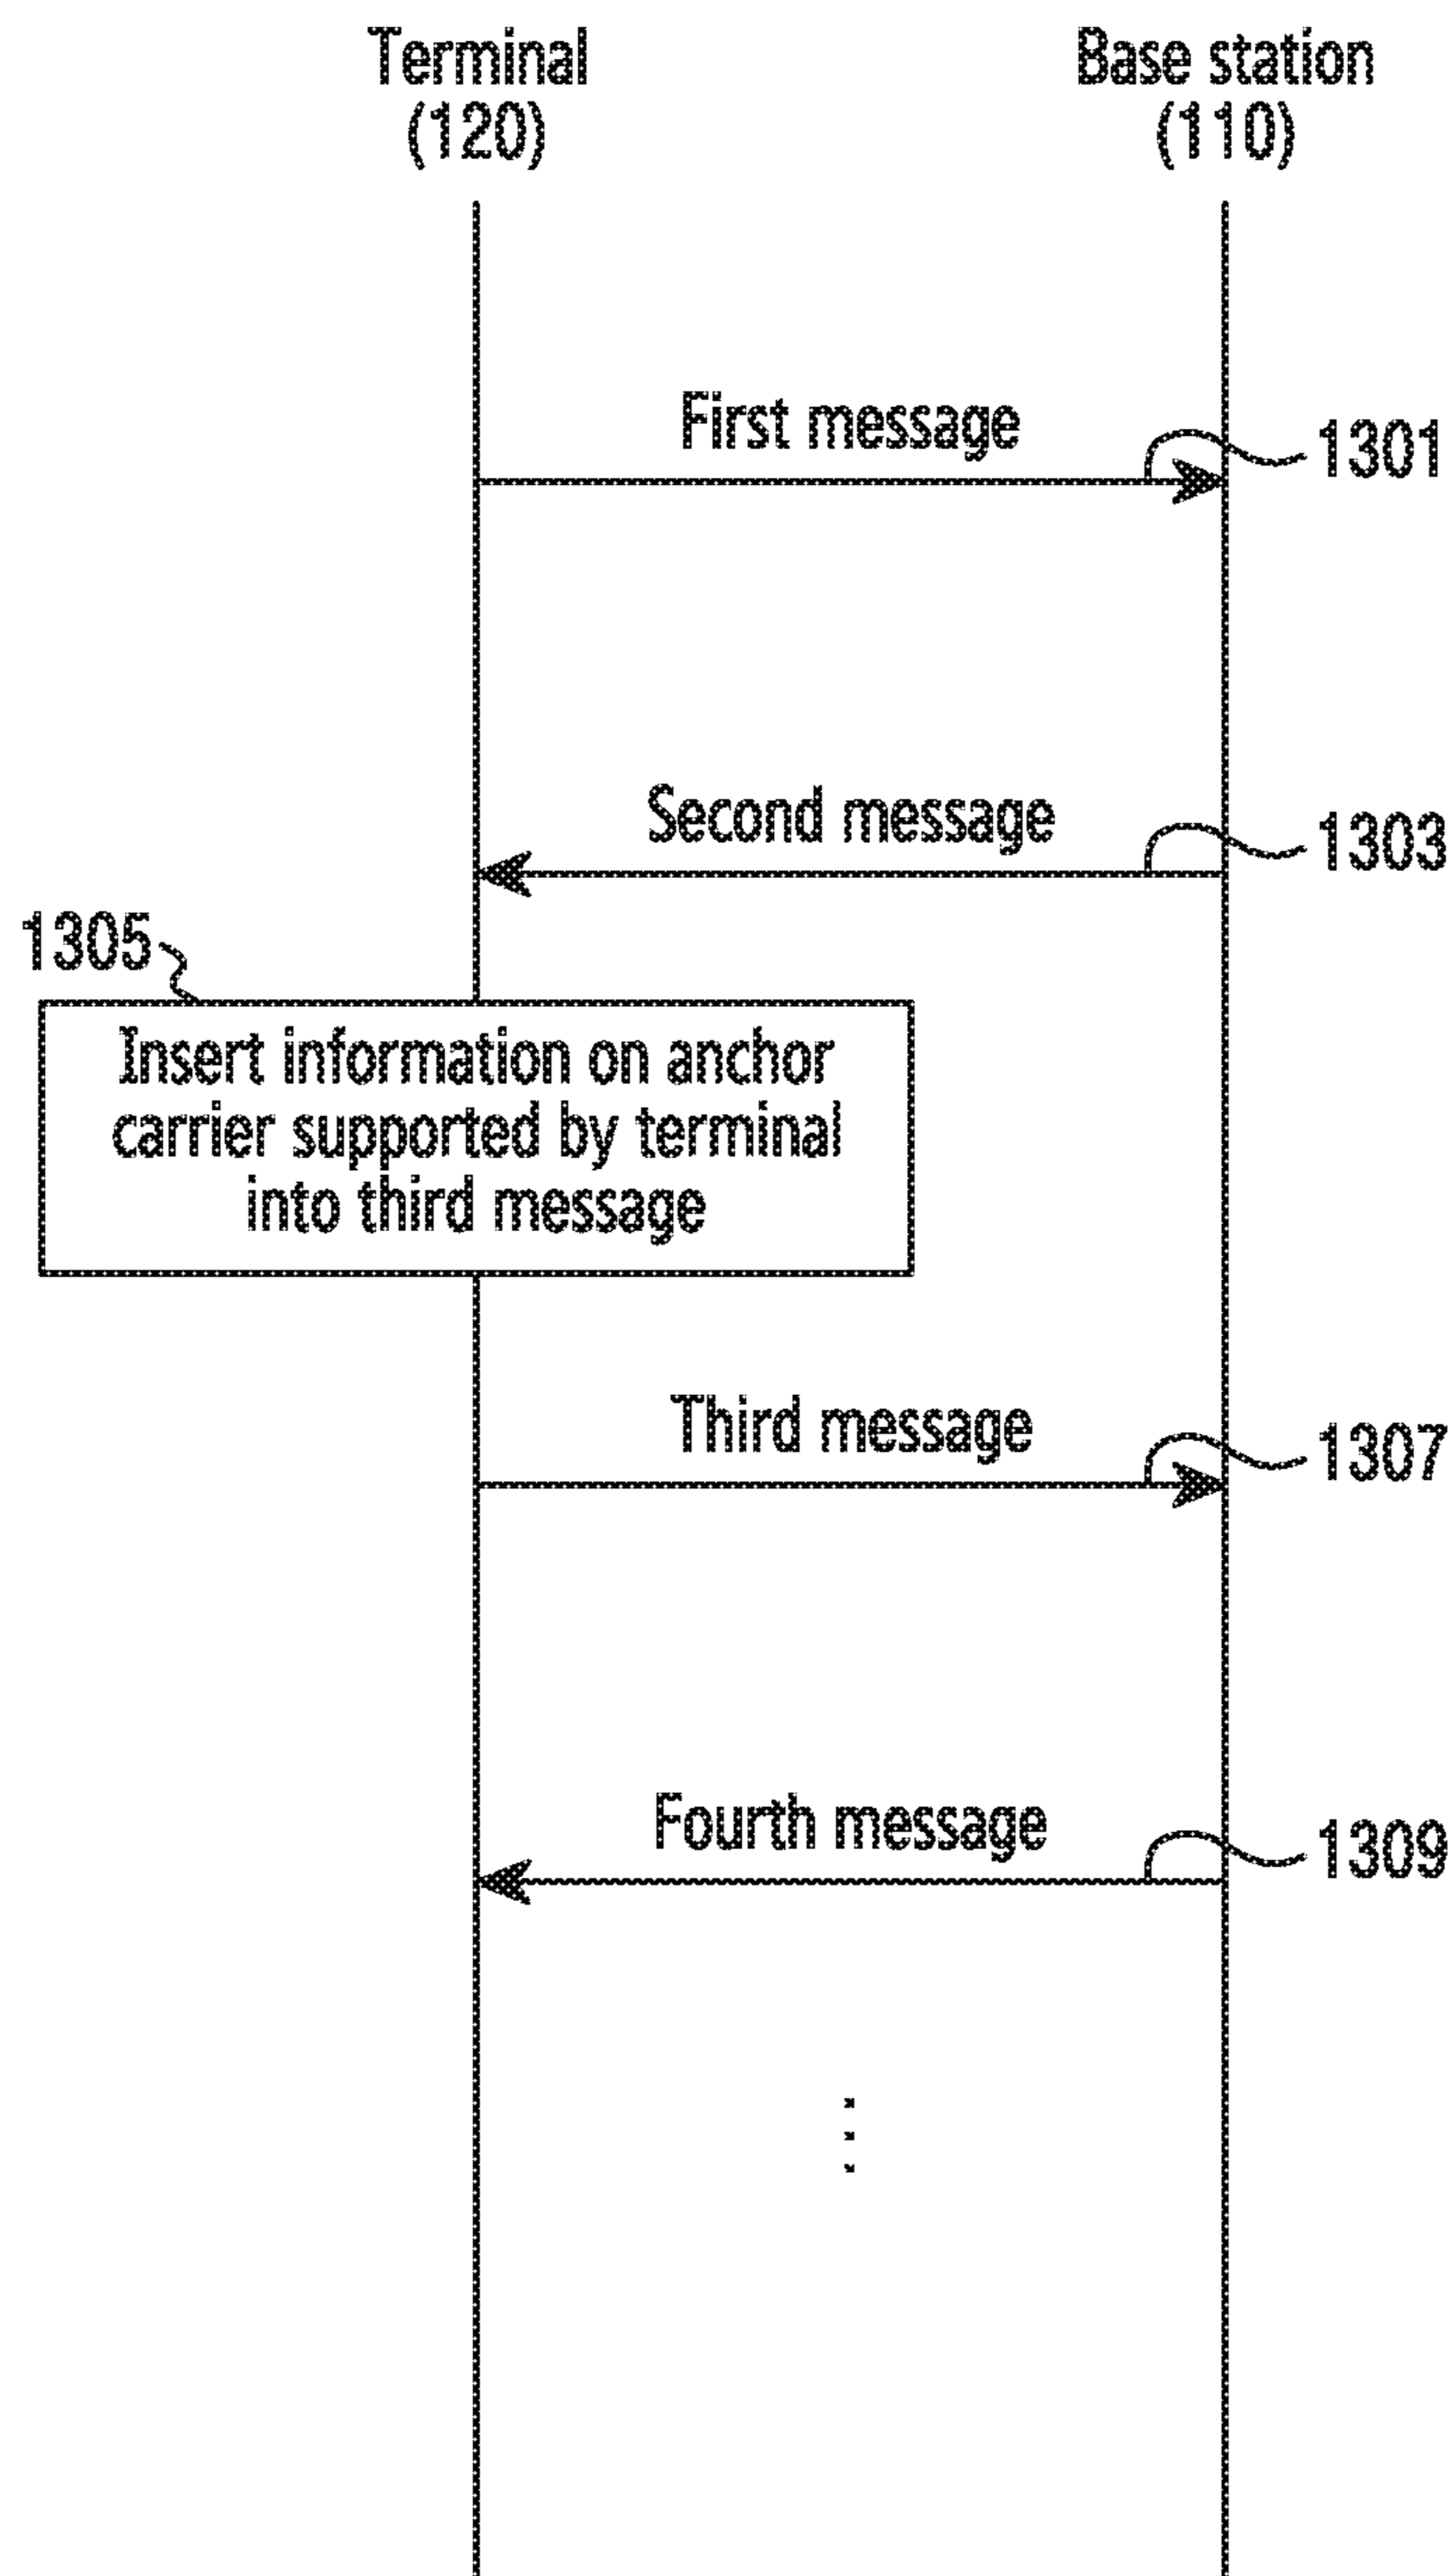 Terminal
(120)
Base station
(110)
First message
1301
Second message
1303
1305
Insert information on anchor
carrier supported by terminal
into third message
Third message
1307
Fourth message
1309